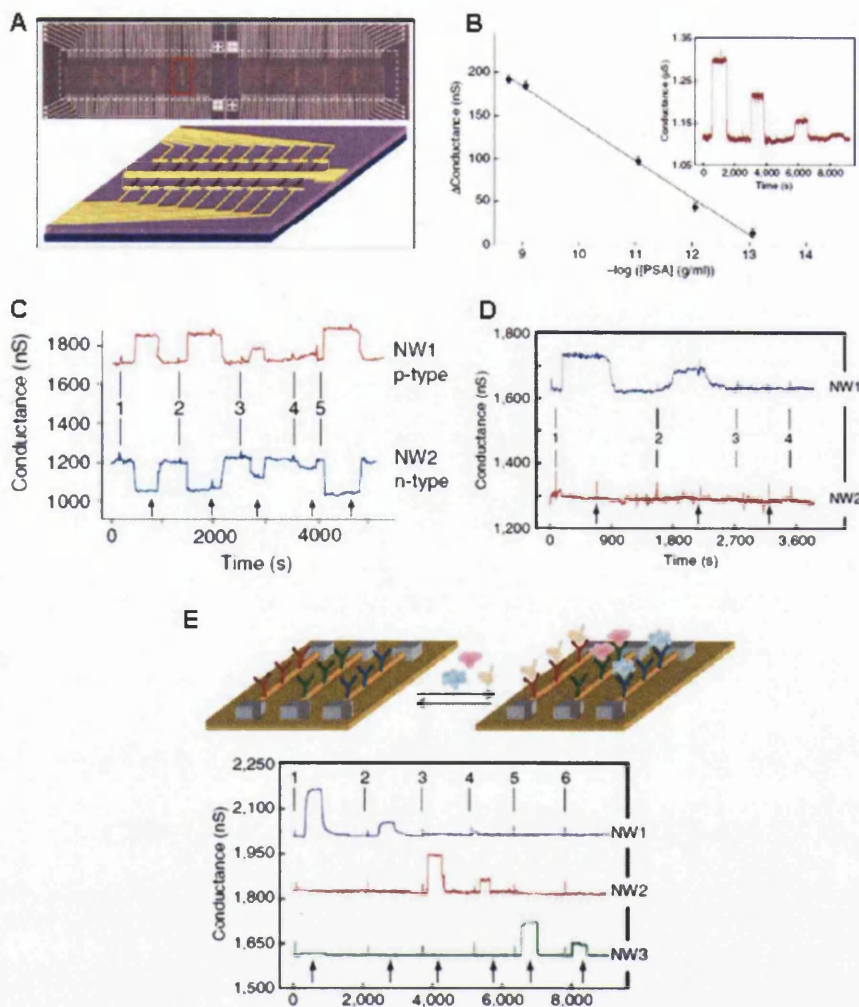 A
B
ΔConductance (nS)
200
150
100
50
0
9 10 11 12 13 14
–log ([PSA] (g/ml))
Conductance (µS)
1.35
1.25
1.15
1.05
0 2,000 4,000 6,000 8,000
Time (s)
C
Conductance (nS)
1800
1600
1200
1000
NW1
p-type
1 2 3 4 5
NW2
n-type
0 2000 4000
Time (s)
D
Conductance (nS)
1,800
1,600
1,400
1,300
1,200
NW1
1 2 3 4
NW2
0 900 1,800 2,700 3,600
Time (s)
E
Conductance (nS)
2,250
2,100
1,950
1,800
1,650
1,500
1 2 3 4 5 6
NW1
NW2
NW3
0 2,000 4,000 6,000 8,000